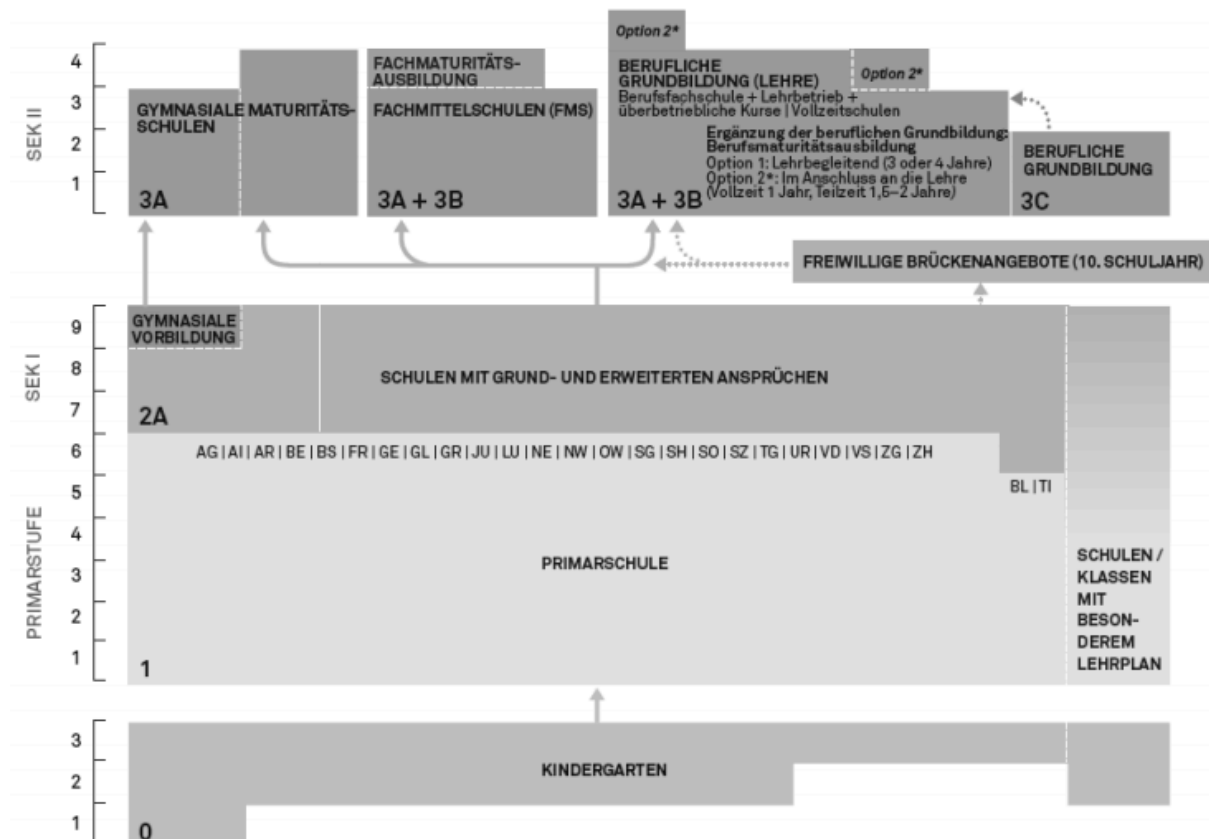 Option 2*
4
3
2
1
SEK II
GYMNASIALE MATURITÄTS-
SCHULEN
3A
FACHMATURITÄTS-
AUSBILDUNG
FACHMITTELSCHULEN (FMS)
3A + 3B
BERUFLICHE
GRUNDBILDUNG (LEHRE)
Berufsfachschule + Lehrbetrieb +
überbetriebliche Kurse | Vollzeitschulen
Option 2*
Ergänzung der beruflichen Grundbildung:
Berufsmaturitätsausbildung
Option 1: Lehrbegleitend (3 oder 4 Jahre)
Option 2*: Im Anschluss an die Lehre
(Vollzeit 1 Jahr, Teilzeit 1,5–2 Jahre)
3A + 3B
BERUFLICHE
GRUNDBILDUNG
3C
FREIWILLIGE BRÜCKENANGEBOTE (10. SCHULJAHR)
9
8
7
SEK I
GYMNASIALE
VORBILDUNG
SCHULEN MIT GRUND- UND ERWEITERTEN ANSPRÜCHEN
2A
6
5
4
3
2
1
PRIMARSTUFE
AG | AI | AR | BE | BS | FR | GE | GL | GR | JU | LU | NE | NW | OW | SG | SH | SO | SZ | TG | UR | VD | VS | ZG | ZH
BL | TI
PRIMARSCHULE
1
SCHULEN /
KLASSEN
MIT
BESON-
DEREM
LEHRPLAN
3
2
1
KINDERGARTEN
0